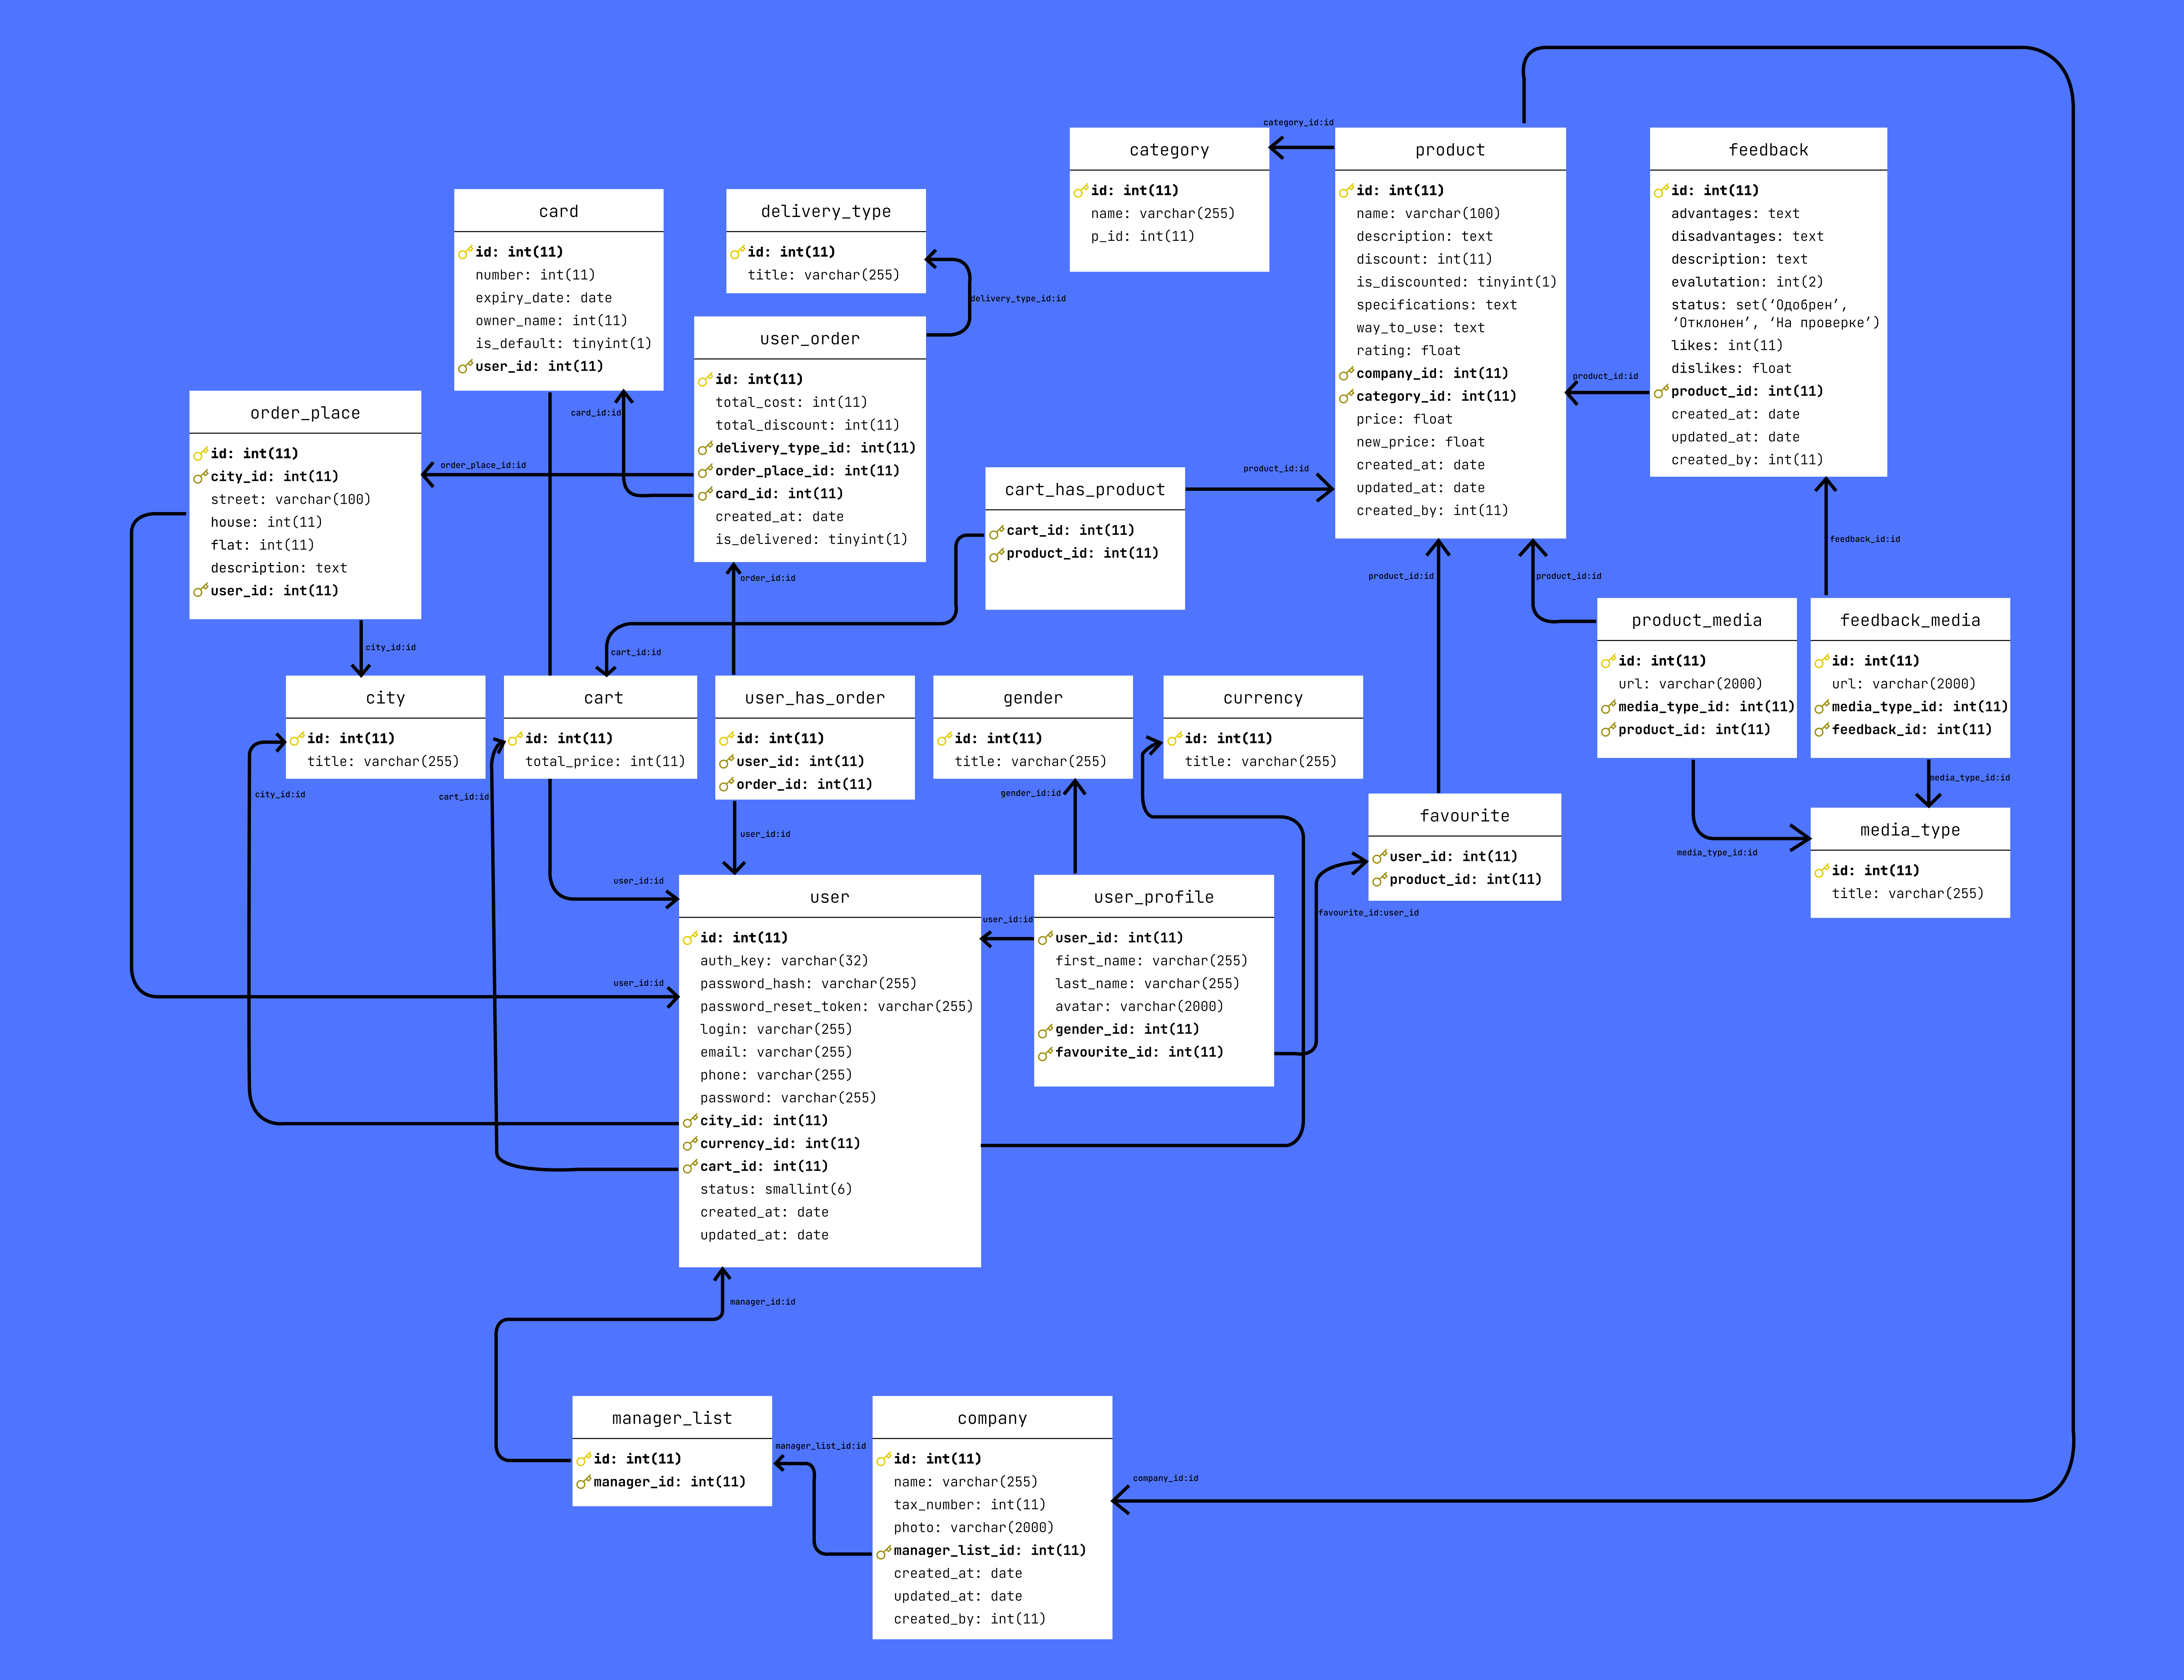 category_id:id
category
id: int(11)
name: varchar(255)
p_id: int(11)
product
id: int(11)
name: varchar(100)
description: text
discount: int(11)
is_discounted: tinyint(1)
specifications: text
way_to_use: text
rating: float
company_id: int(11)
category_id: int(11)
price: float
new_price: float
created_at: date
updated_at: date
created_by: int(11)
feedback
id: int(11)
advantages: text
disadvantages: text
description: text
evalutation: int(2)
status: set(‘Одобрен’,
‘Отклонен’, ‘На проверке’)
likes: int(11)
dislikes: float
product_id: int(11)
created_at: date
updated_at: date
created_by: int(11)
product_id:id
card
id: int(11)
number: int(11)
expiry_date: date
owner_name: int(11)
is_default: tinyint(1)
user_id: int(11)
delivery_type
id: int(11)
title: varchar(255)
delivery_type_id:id
user_order
id: int(11)
total_cost: int(11)
total_discount: int(11)
delivery_type_id: int(11)
order_place_id: int(11)
card_id: int(11)
created_at: date
is_delivered: tinyint(1)
card_id:id
order_place_id:id
order_place
id: int(11)
city_id: int(11)
street: varchar(100)
house: int(11)
flat: int(11)
description: text
user_id: int(11)
cart_has_product
cart_id: int(11)
product_id: int(11)
product_id:id
order_id:id
product_id:id
product_id:id
feedback_id:id
city_id:id
cart_id:id
product_media
id: int(11)
url: varchar(2000)
media_type_id: int(11)
product_id: int(11)
feedback_media
id: int(11)
url: varchar(2000)
media_type_id: int(11)
feedback_id: int(11)
city
id: int(11)
title: varchar(255)
cart
id: int(11)
total_price: int(11)
user_has_order
id: int(11)
user_id: int(11)
order_id: int(11)
gender
id: int(11)
title: varchar(255)
currency
id: int(11)
title: varchar(255)
city_id:id
cart_id:id
gender_id:id
media_type_id:id
user_id:id
media_type_id:id
favourite
user_id: int(11)
product_id: int(11)
media_type
id: int(11)
title: varchar(255)
user_id:id
user_id:id
favourite_id:user_id
user_id:id
user
id: int(11)
auth_key: varchar(32)
password_hash: varchar(255)
password_reset_token: varchar(255)
login: varchar(255)
email: varchar(255)
phone: varchar(255)
password: varchar(255)
city_id: int(11)
currency_id: int(11)
cart_id: int(11)
status: smallint(6)
created_at: date
updated_at: date
user_profile
user_id: int(11)
first_name: varchar(255)
last_name: varchar(255)
avatar: varchar(2000)
gender_id: int(11)
favourite_id: int(11)
manager_id:id
manager_list
id: int(11)
manager_id: int(11)
manager_list_id:id
company
id: int(11)
name: varchar(255)
tax_number: int(11)
photo: varchar(2000)
manager_list_id: int(11)
created_at: date
updated_at: date
created_by: int(11)
company_id:id